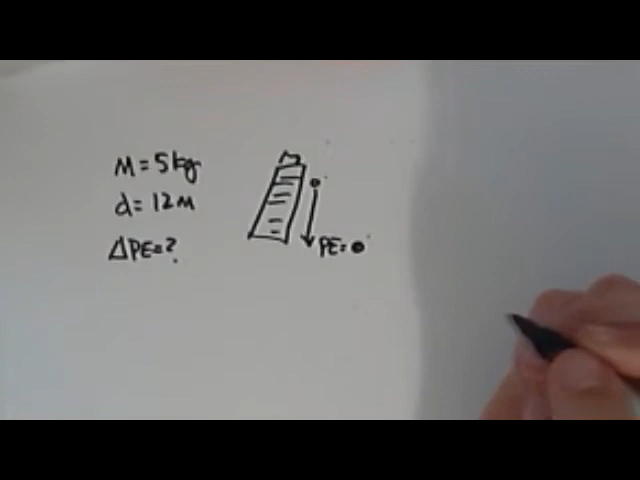 M = 5kg
d = 12m
ΔPE = ?
PE = 0